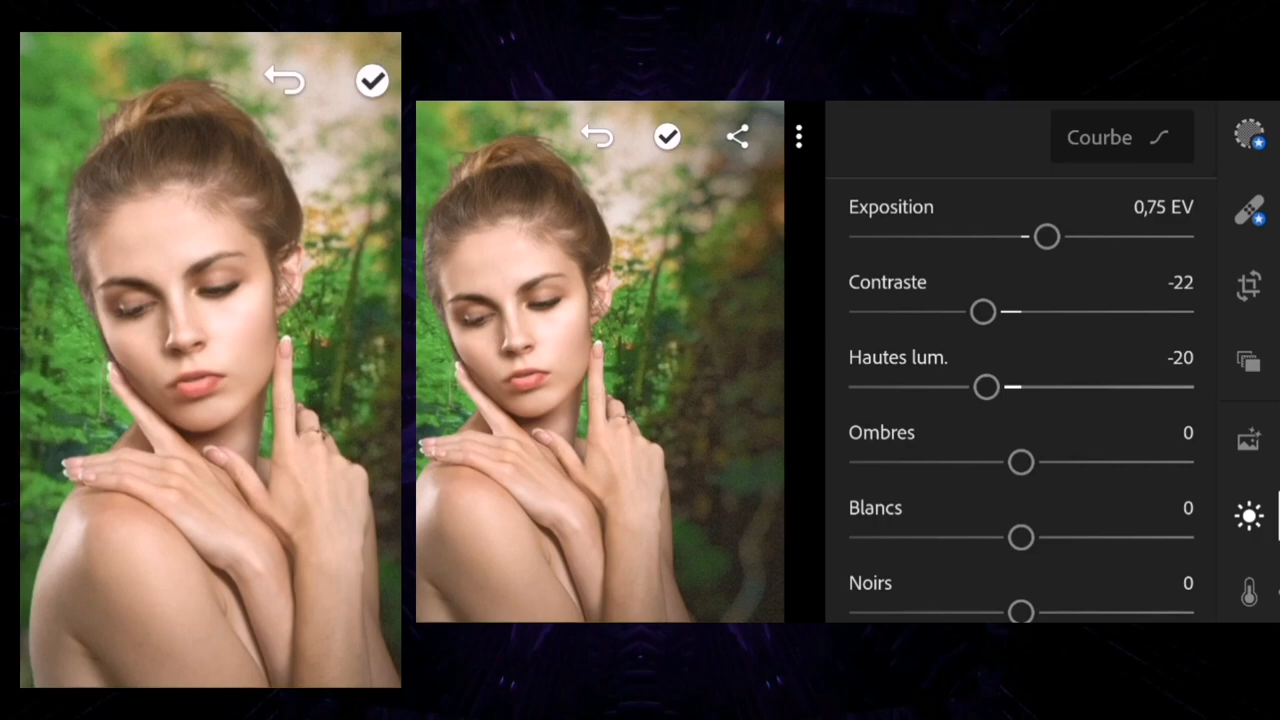 Courbe
Exposition 0,75 EV
Contraste -22
Hautes lum. -20
Ombres 0
Blancs 0
Noirs 0